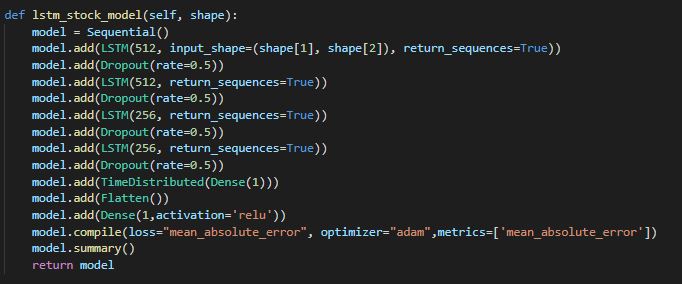 def lstm_stock_model(self, shape):
    model = Sequential()
    model.add(LSTM(512, input_shape=(shape[1], shape[2]), return_sequences=True))
    model.add(Dropout(rate=0.5))
    model.add(LSTM(512, return_sequences=True))
    model.add(Dropout(rate=0.5))
    model.add(LSTM(256, return_sequences=True))
    model.add(Dropout(rate=0.5))
    model.add(LSTM(256, return_sequences=True))
    model.add(Dropout(rate=0.5))
    model.add(TimeDistributed(Dense(1)))
    model.add(Flatten())
    model.add(Dense(1,activation='relu'))
    model.compile(loss="mean_absolute_error", optimizer="adam",metrics=['mean_absolute_error'])
    model.summary()
    return model